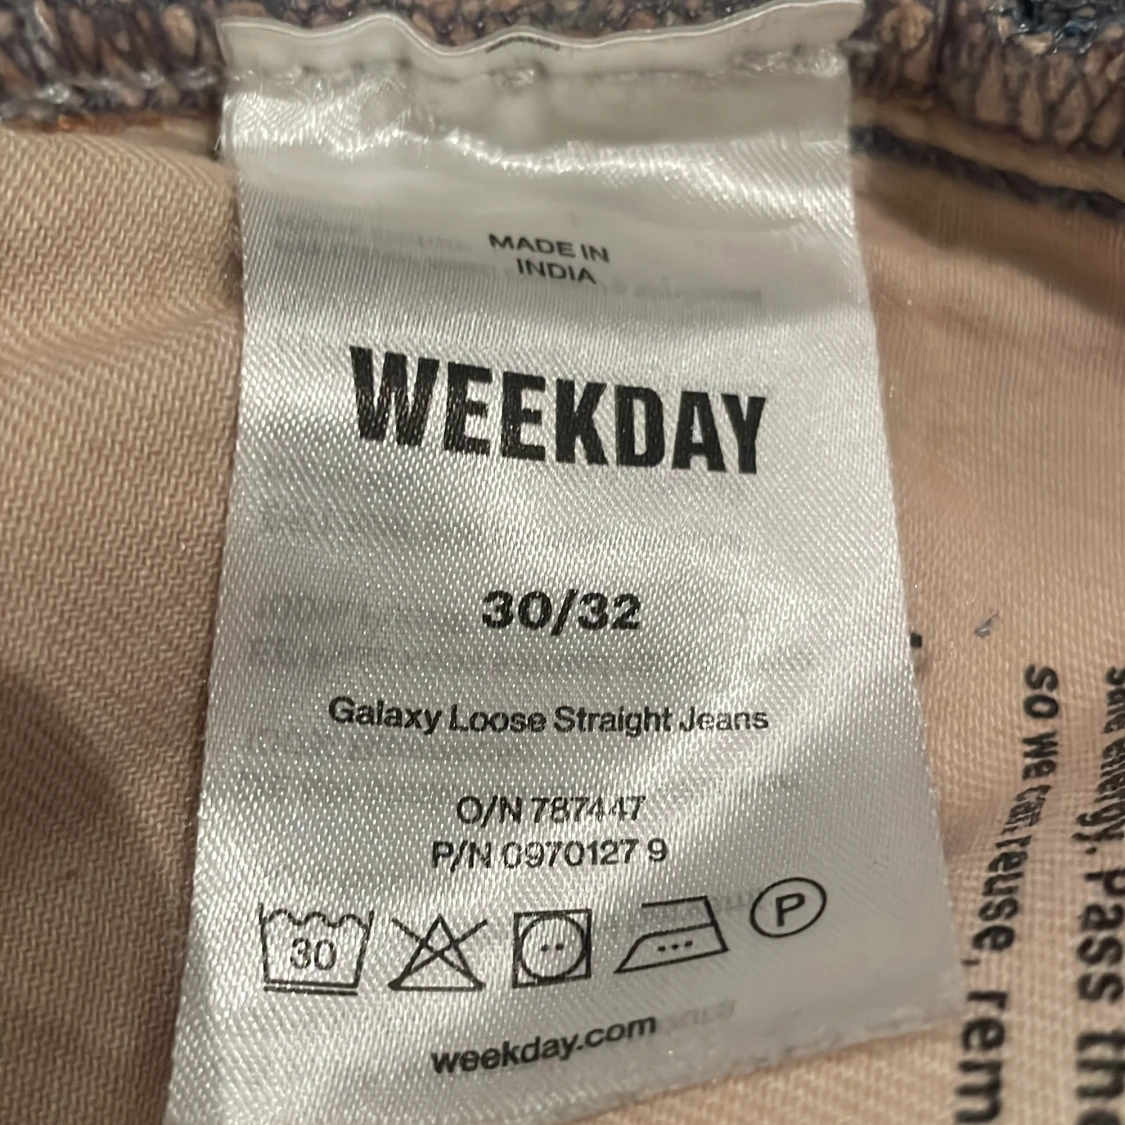 MADE IN
INDIA
WEEKDAY
30/32
Galaxy Loose Straight Jeans
O/N 787447
P/N 0970127 9
30
P
weekday.com
so we can reuse, rem
energy. Pass the